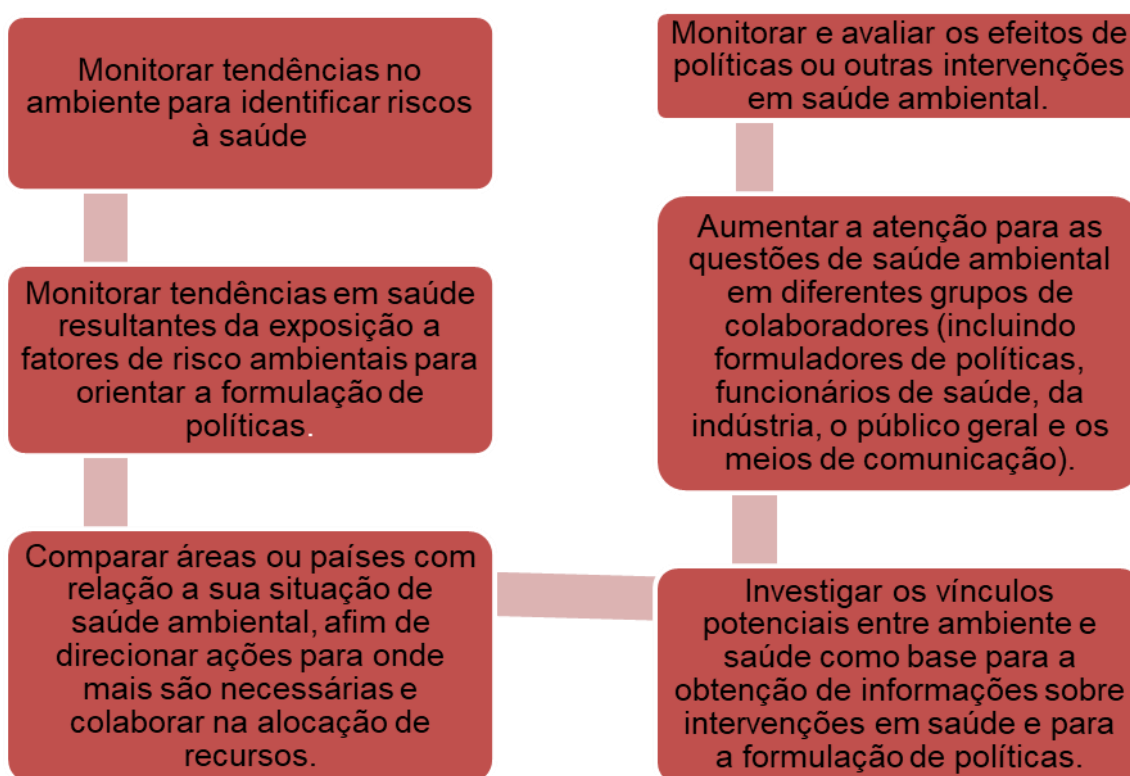 Monitorar tendências no
ambiente para identificar riscos
à saúde
Monitorar tendências em saúde
resultantes da exposição a
fatores de risco ambientais para
orientar a formulação de
políticas.
Comparar áreas ou países com
relação a sua situação de
saúde ambiental, afim de
direcionar ações para onde
mais são necessárias e
colaborar na alocação de
recursos.
Investigar os vínculos
potenciais entre ambiente e
saúde como base para a
obtenção de informações sobre
intervenções em saúde e para
a formulação de políticas.
Aumentar a atenção para as
questões de saúde ambiental
em diferentes grupos de
colaboradores (incluindo
formuladores de políticas,
funcionários de saúde, da
indústria, o público geral e os
meios de comunicação).
Monitorar e avaliar os efeitos de
políticas ou outras intervenções
em saúde ambiental.